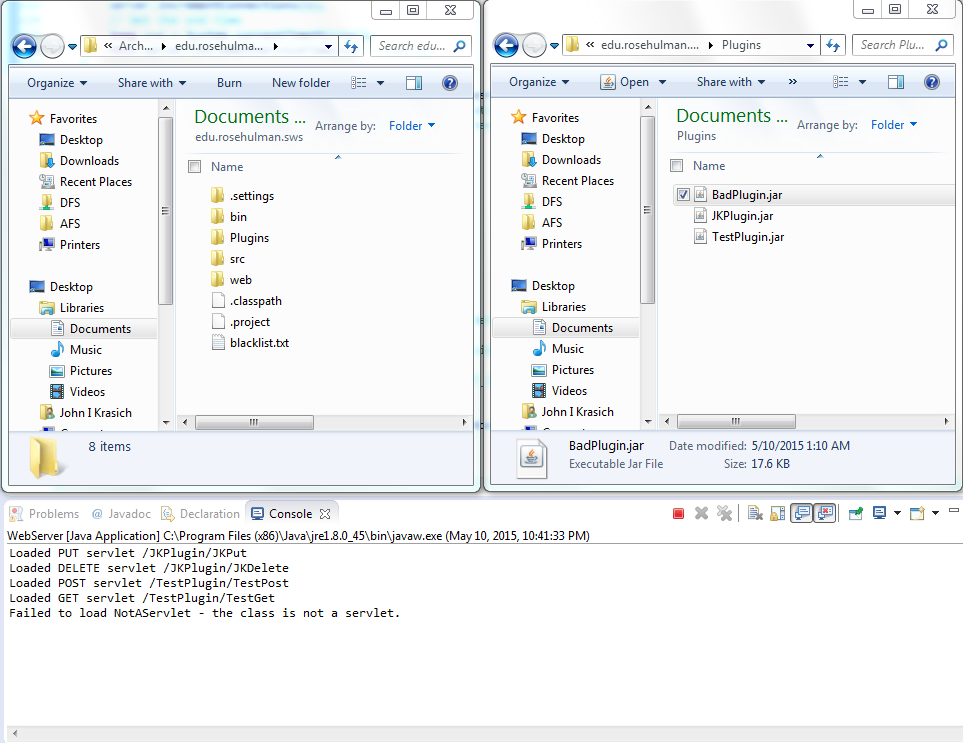 « Arch... ▸ edu.rosehulman... ▸
Search edu...
Organize Share with Burn New folder
Favorites
Desktop
Downloads
Recent Places
DFS
AFS
Printers
Desktop
Libraries
Documents
Music
Pictures
Videos
John I Krasich
Documents ...
edu.rosehulman.sws
Arrange by: Folder
Name
.settings
bin
Plugins
src
web
.classpath
.project
blacklist.txt
8 items
« edu.rosehulman.... ▸ Plugins
Search Plu...
Organize Open Share with »
Favorites
Desktop
Downloads
Recent Places
DFS
AFS
Printers
Desktop
Libraries
Documents
Music
Pictures
Videos
John I Krasich
Documents ...
Plugins
Arrange by: Folder
Name
BadPlugin.jar
JKPlugin.jar
TestPlugin.jar
BadPlugin.jar Date modified: 5/10/2015 1:10 AM
Executable Jar File Size: 17.6 KB
Problems @ Javadoc Declaration Console
WebServer [Java Application] C:\Program Files (x86)\Java\jre1.8.0_45\bin\javaw.exe (May 10, 2015, 10:41:33 PM)
Loaded PUT servlet /JKPlugin/JKPut
Loaded DELETE servlet /JKPlugin/JKDelete
Loaded POST servlet /TestPlugin/TestPost
Loaded GET servlet /TestPlugin/TestGet
Failed to load NotAServlet - the class is not a servlet.